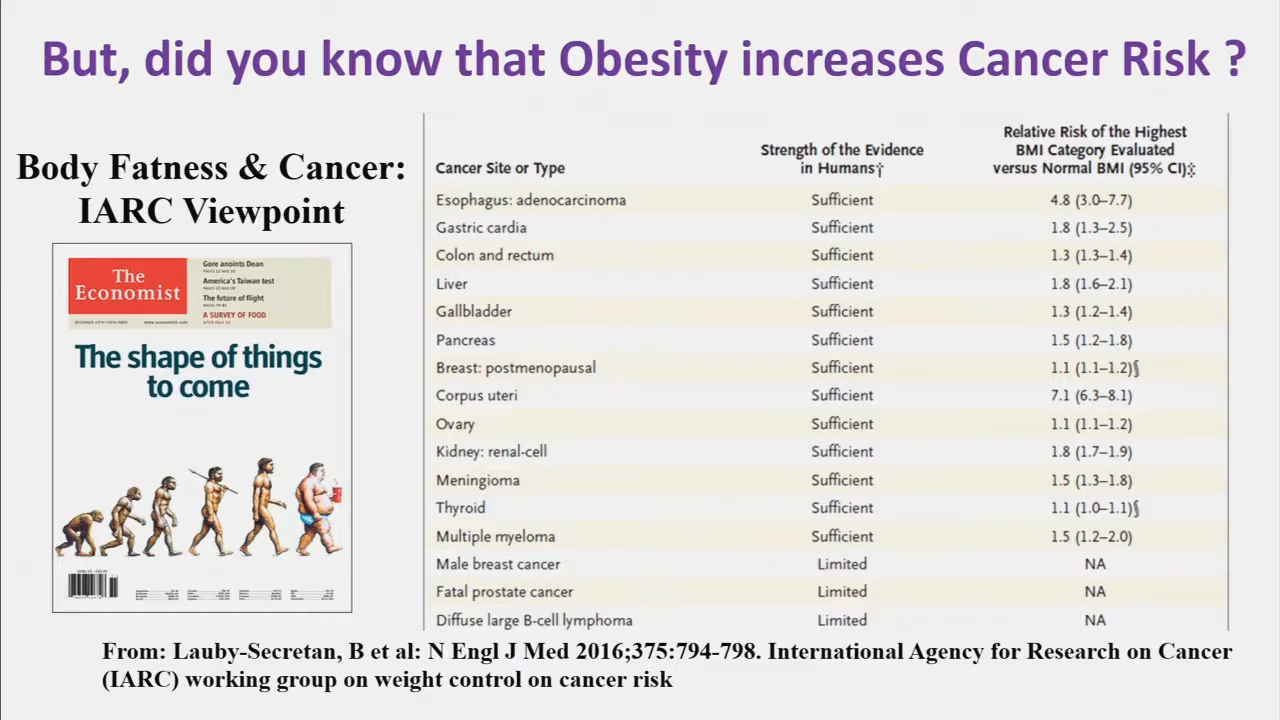 But, did you know that Obesity increases Cancer Risk ?
Body Fatness & Cancer:
IARC Viewpoint
The
Economist
Gore anoints Dean
America's Taiwan test
The future of flight
A SURVEY OF FOOD
www.economist.com
The shape of things
to come
Cancer Site or Type
Strength of the Evidence
in Humans†
Relative Risk of the Highest
BMI Category Evaluated
versus Normal BMI (95% CI)‡
Esophagus: adenocarcinoma Sufficient 4.8 (3.0–7.7)
Gastric cardia Sufficient 1.8 (1.3–2.5)
Colon and rectum Sufficient 1.3 (1.3–1.4)
Liver Sufficient 1.8 (1.6–2.1)
Gallbladder Sufficient 1.3 (1.2–1.4)
Pancreas Sufficient 1.5 (1.2–1.8)
Breast: postmenopausal Sufficient 1.1 (1.1–1.2)§
Corpus uteri Sufficient 7.1 (6.3–8.1)
Ovary Sufficient 1.1 (1.1–1.2)
Kidney: renal-cell Sufficient 1.8 (1.7–1.9)
Meningioma Sufficient 1.5 (1.3–1.8)
Thyroid Sufficient 1.1 (1.0–1.1)§
Multiple myeloma Sufficient 1.5 (1.2–2.0)
Male breast cancer Limited NA
Fatal prostate cancer Limited NA
Diffuse large B-cell lymphoma Limited NA
From: Lauby-Secretan, B et al: N Engl J Med 2016;375:794-798. International Agency for Research on Cancer
(IARC) working group on weight control on cancer risk